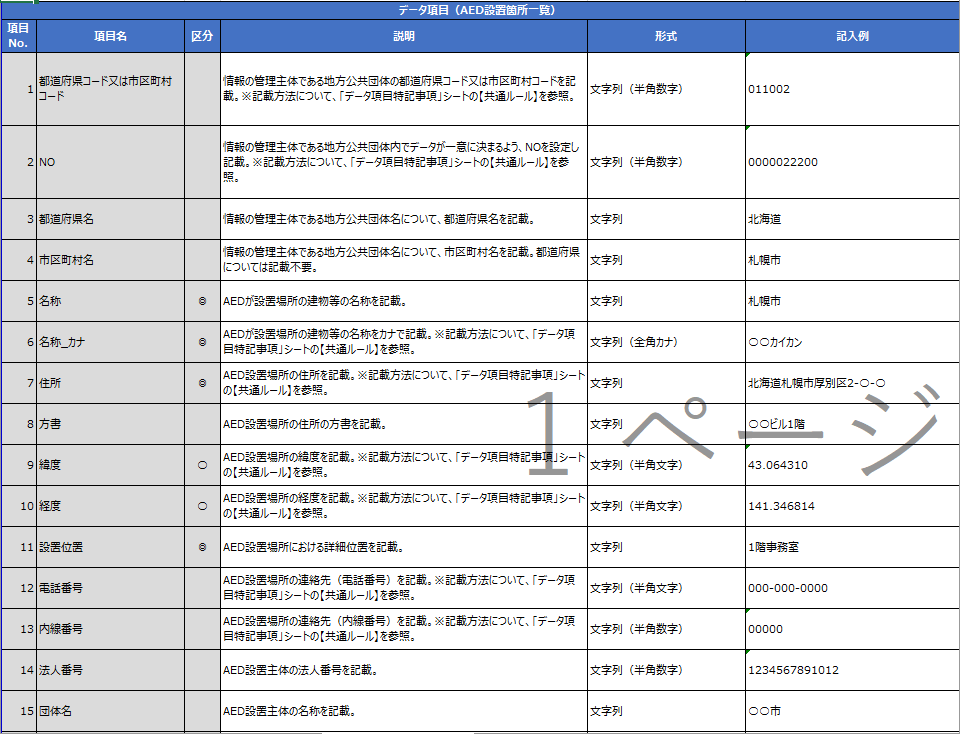 データ項目（AED設置箇所一覧）
項目 No. 項目名 区分 説明 形式 記入例
1 都道府県コード又は市区町村
コード
情報の管理主体である地方公共団体の都道府県コード又は市区町村コードを記
載。※記載方法について、「データ項目特記事項」シートの【共通ルール】を参照。
文字列（半角数字） 011002
2 NO
情報の管理主体である地方公共団体内でデータが一意に決まるよう、NOを設定し
記載。※記載方法について、「データ項目特記事項」シートの【共通ルール】を参
照。
文字列（半角数字） 0000022200
3 都道府県名 情報の管理主体である地方公共団体名について、都道府県名を記載。 文字列 北海道
4 市区町村名
情報の管理主体である地方公共団体名について、市区町村名を記載。都道府県
については記載不要。
文字列 札幌市
5 名称 ◎ AEDが設置場所の建物等の名称を記載。 文字列 札幌市
6 名称_カナ ◎
AEDが設置場所の建物等の名称をカナで記載。※記載方法について、「データ項
目特記事項」シートの【共通ルール】を参照。
文字列（全角カナ） 〇〇カイカン
7 住所 ◎
AED設置場所の住所を記載。※記載方法について、「データ項目特記事項」シート
の【共通ルール】を参照。
文字列 北海道札幌市厚別区2-〇-〇
8 方書 AED設置場所の住所の方書を記載。 文字列 〇〇ビル1階
1 ページ
9 緯度 〇
AED設置場所の緯度を記載。※記載方法について、「データ項目特記事項」シート
の【共通ルール】を参照。
文字列（半角文字） 43.064310
10 経度 〇
AED設置場所の経度を記載。※記載方法について、「データ項目特記事項」シート
の【共通ルール】を参照。
文字列（半角文字） 141.346814
11 設置位置 ◎ AED設置場所における詳細位置を記載。 文字列 1階事務室
12 電話番号
AED設置場所の連絡先（電話番号）を記載。※記載方法について、「データ項
目特記事項」シートの【共通ルール】を参照。
文字列（半角文字） 000-000-0000
13 内線番号
AED設置場所の連絡先（内線番号）を記載。※記載方法について、「データ項
目特記事項」シートの【共通ルール】を参照。
文字列（半角数字） 00000
14 法人番号 AED設置主体の法人番号を記載。 文字列（半角数字） 1234567891012
15 団体名 AED設置主体の名称を記載。 文字列 〇〇市